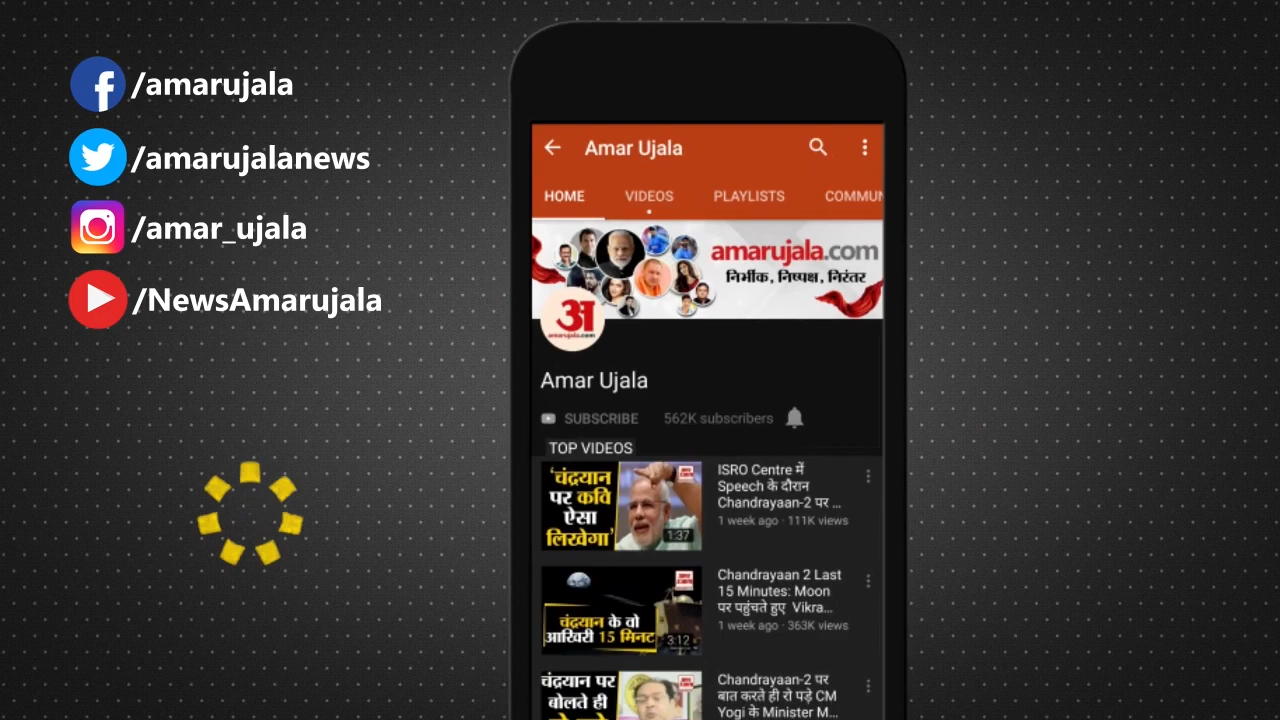 /amarujala
/amarujalanews
/amar_ujala
/NewsAmarujala
Amar Ujala
HOME
VIDEOS
PLAYLISTS
COMMUN
amarujala.com
निर्भीक, निष्पक्ष, निरंतर
अ
amarujala.com
Amar Ujala
SUBSCRIBE
562K subscribers
TOP VIDEOS
'चंद्रयान
पर कवि
ऐसा
लिखेगा'
1:37
ISRO Centre में
Speech के दौरान
Chandrayaan-2 पर ...
1 week ago · 111K views
चंद्रयान के वो
आखिरी 15 मिनट
3:12
Chandrayaan 2 Last
15 Minutes: Moon
पर पहुंचते हुए Vikra...
1 week ago · 363K views
चंद्रयान पर
बोलते ही
Chandrayaan-2 पर
बात करते ही रो पड़े CM
Yogi के Minister M...